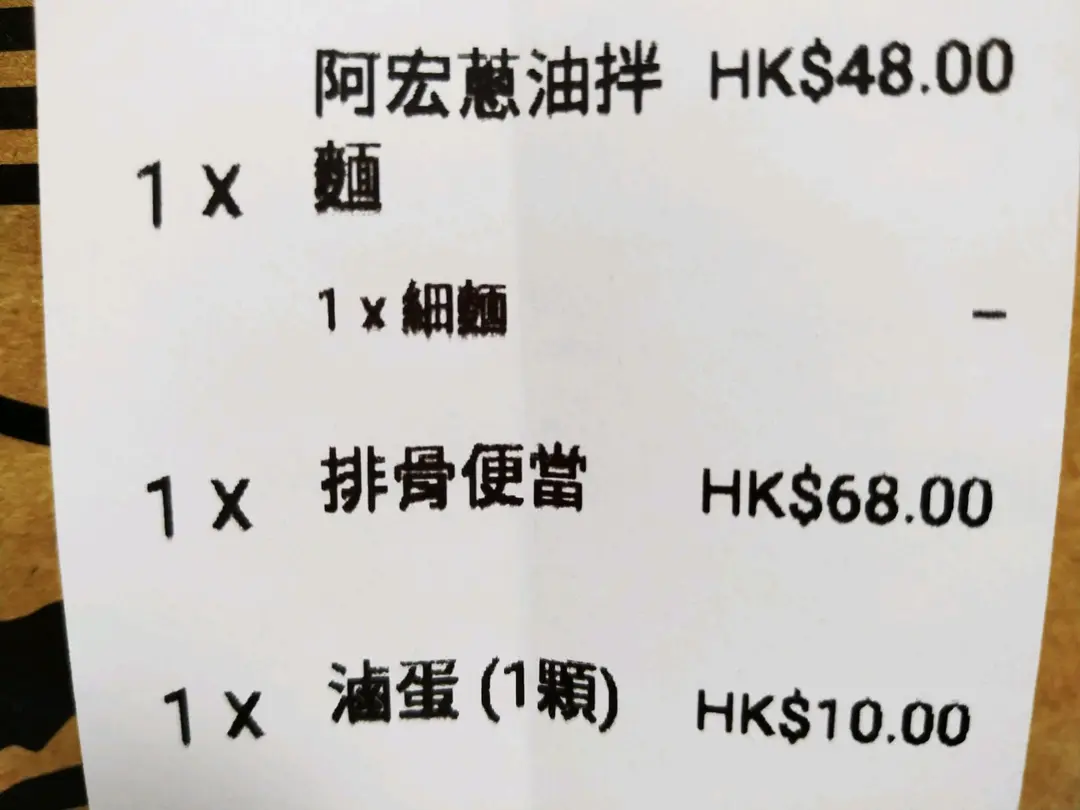 阿宏蔥油拌 HK$48.00
1 x 麵
1 x 細麵 –
1 x 排骨便當 HK$68.00
1 x 滷蛋 (1顆) HK$10.00